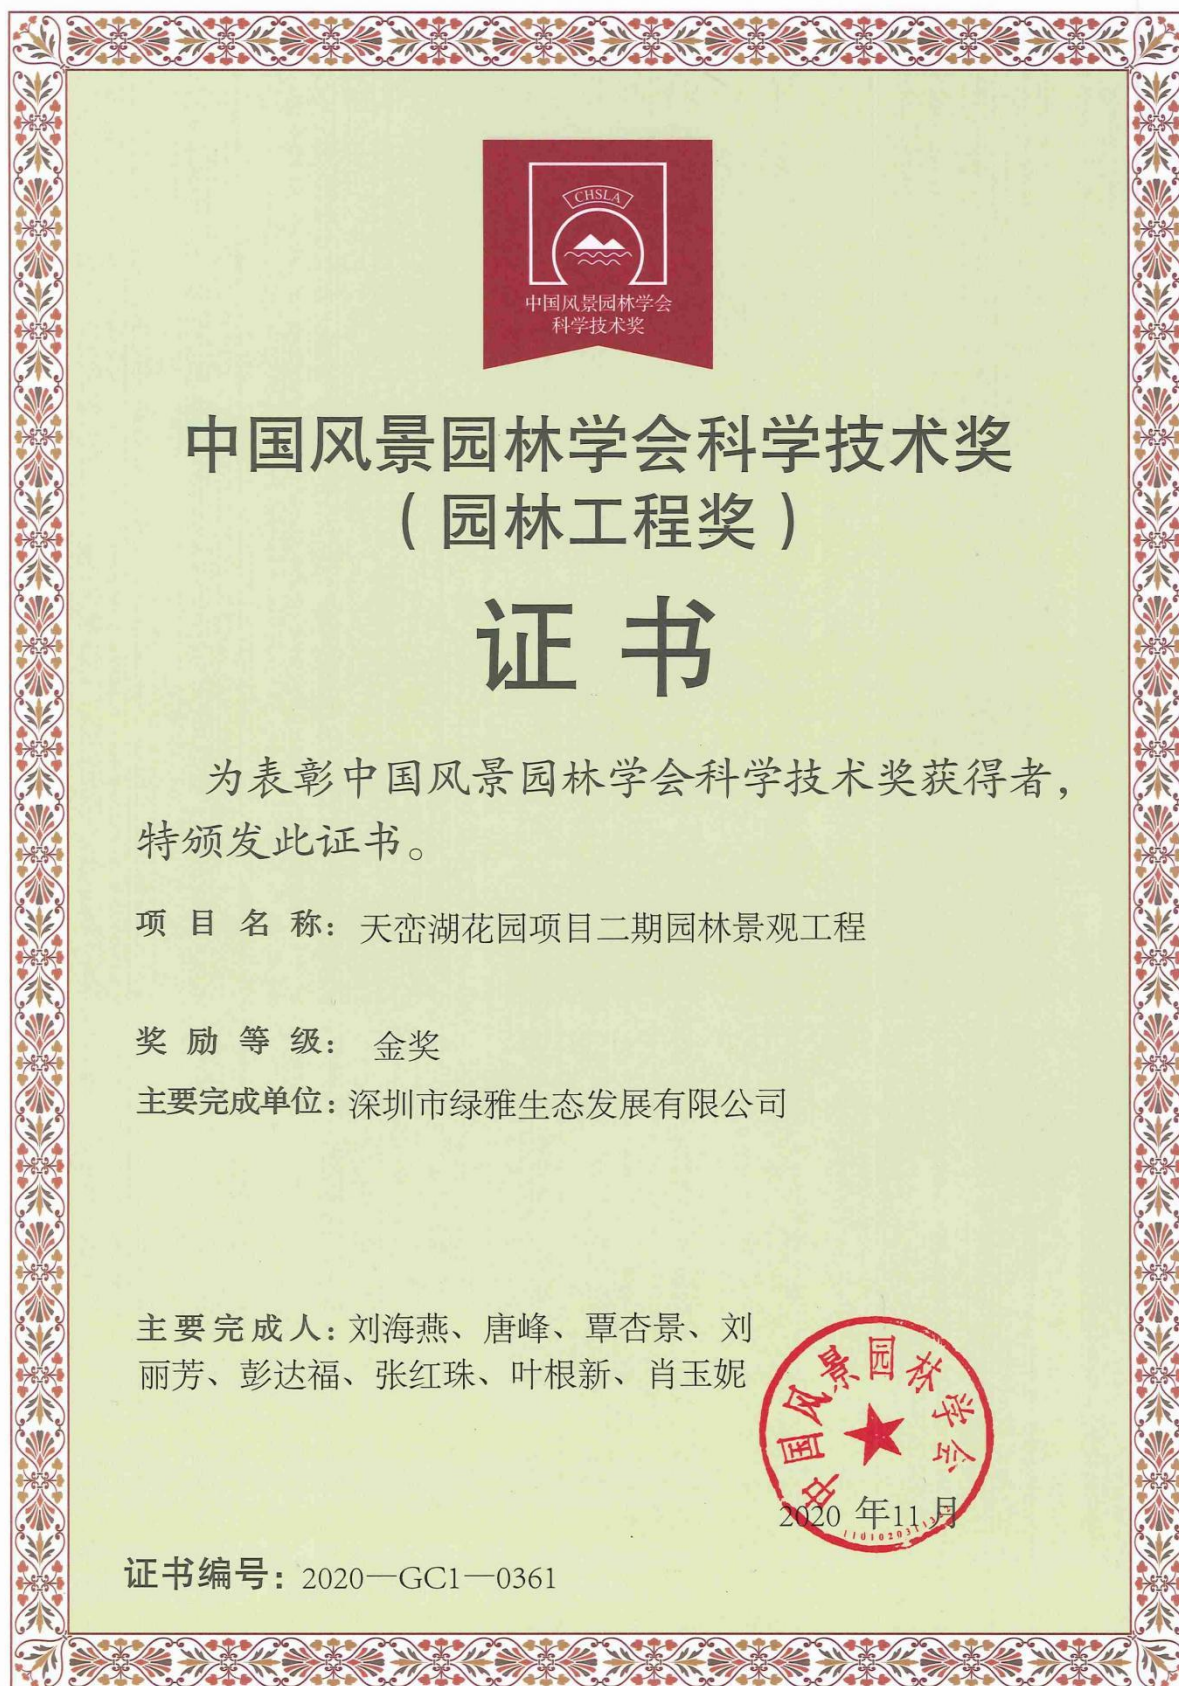 CHSLA
中国风景园林学会
科学技术奖
中国风景园林学会科学技术奖
（园林工程奖）
证书
为表彰中国风景园林学会科学技术奖获得者，
特颁发此证书。
项目名称：天峦湖花园项目二期园林景观工程
奖励等级：金奖
主要完成单位：深圳市绿雅生态发展有限公司
主要完成人：刘海燕、唐峰、覃杏景、刘
丽芳、彭达福、张红珠、叶根新、肖玉妮
中国风景园林学会
2020 年11月
证书编号：2020—GC1—0361